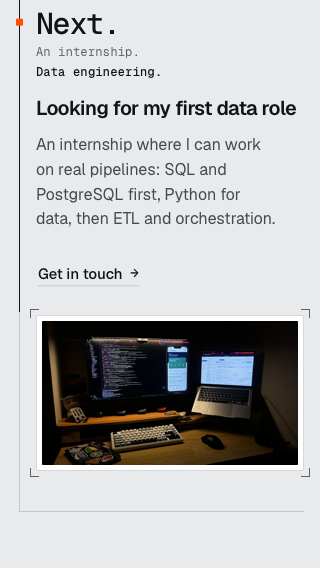 Next.
An internship.
Data engineering.
Looking for my first data role
An internship where I can work
on real pipelines: SQL and
PostgreSQL first, Python for
data, then ETL and orchestration.
Get in touch →